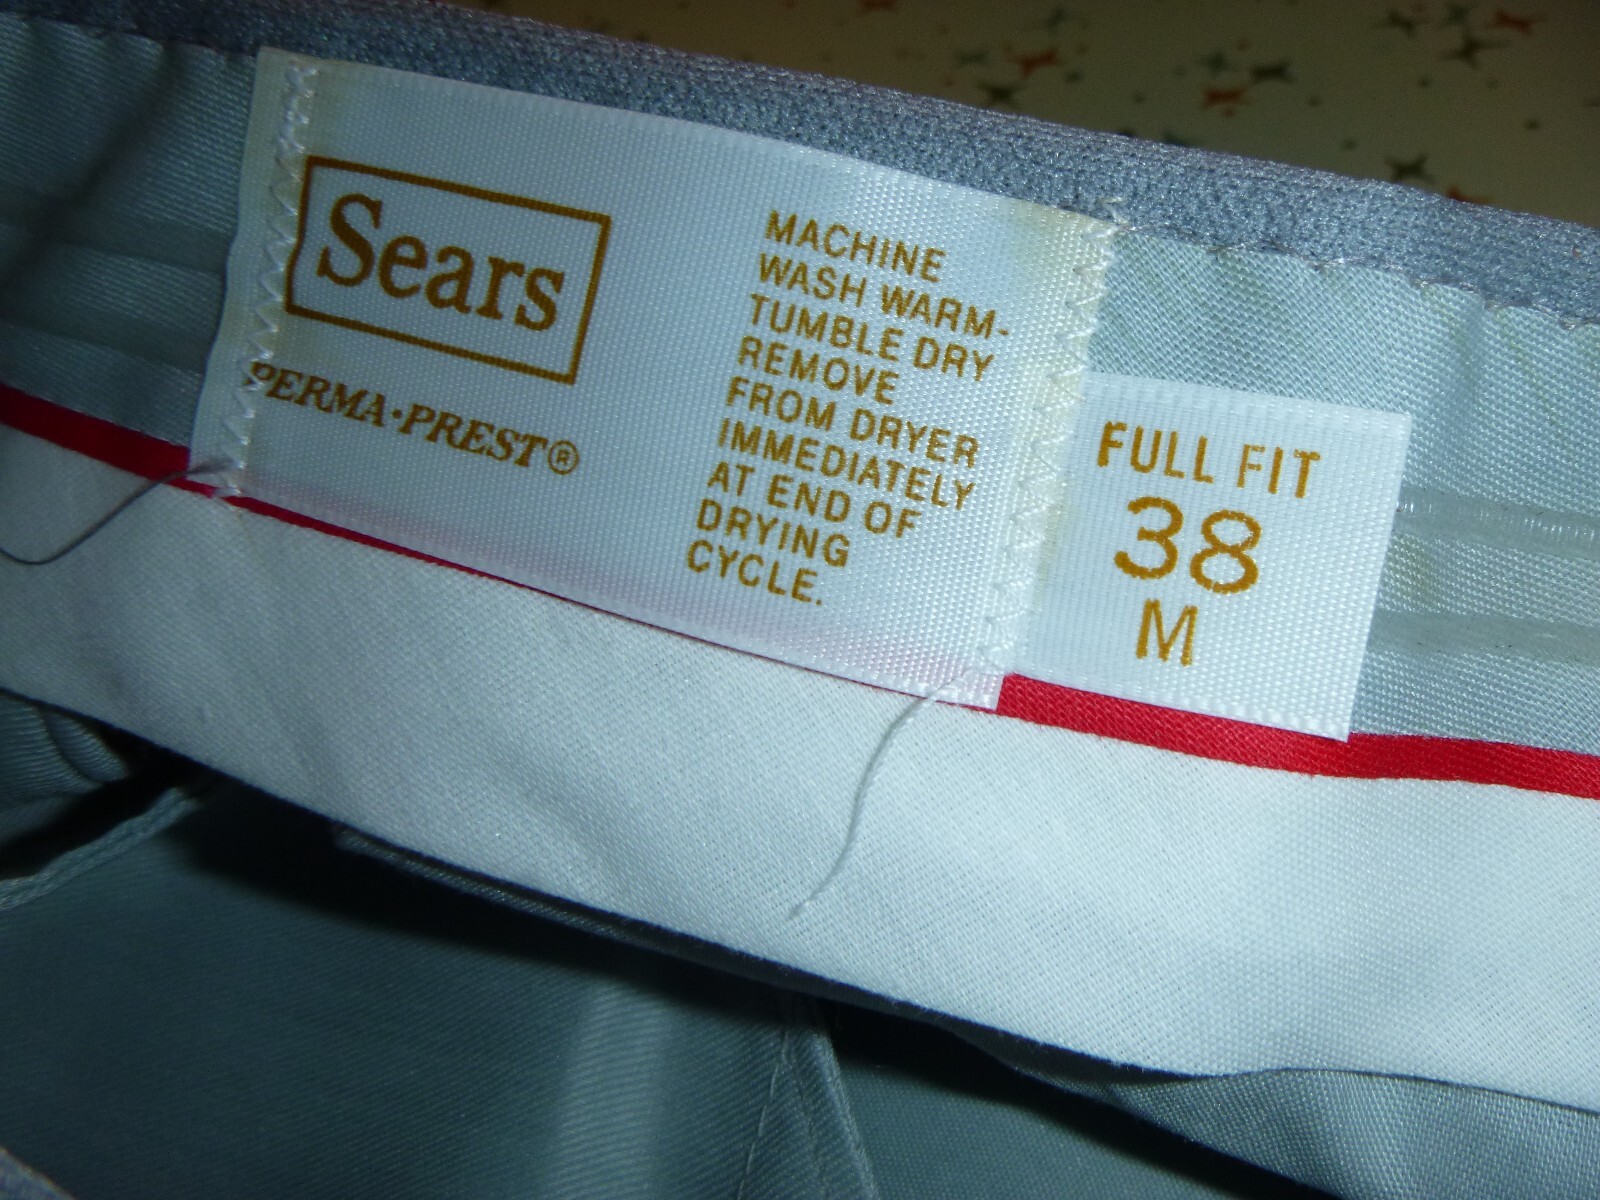 Sears
PERMA·PREST®
MACHINE
WASH WARM-
TUMBLE DRY
REMOVE
FROM DRYER
IMMEDIATELY
AT END OF
DRYING
CYCLE.
FULL FIT
38
M